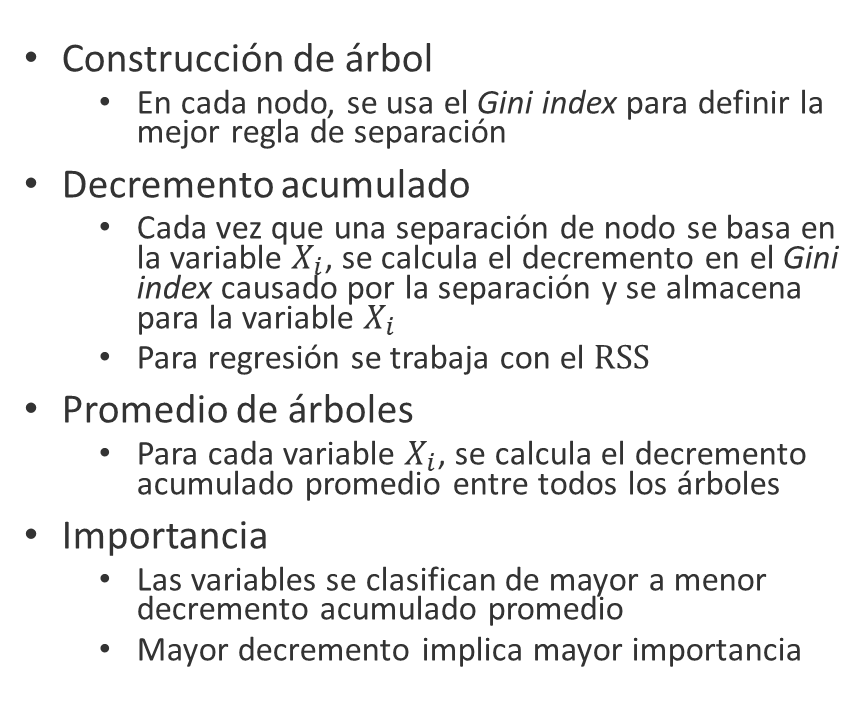 • Construcción de árbol
• En cada nodo, se usa el Gini index para definir la
mejor regla de separación
• Decremento acumulado
• Cada vez que una separación de nodo se basa en
la variable Xᵢ, se calcula el decremento en el Gini
index causado por la separación y se almacena
para la variable Xᵢ
• Para regresión se trabaja con el RSS
• Promedio de árboles
• Para cada variable Xᵢ, se calcula el decremento
acumulado promedio entre todos los árboles
• Importancia
• Las variables se clasifican de mayor a menor
decremento acumulado promedio
• Mayor decremento implica mayor importancia